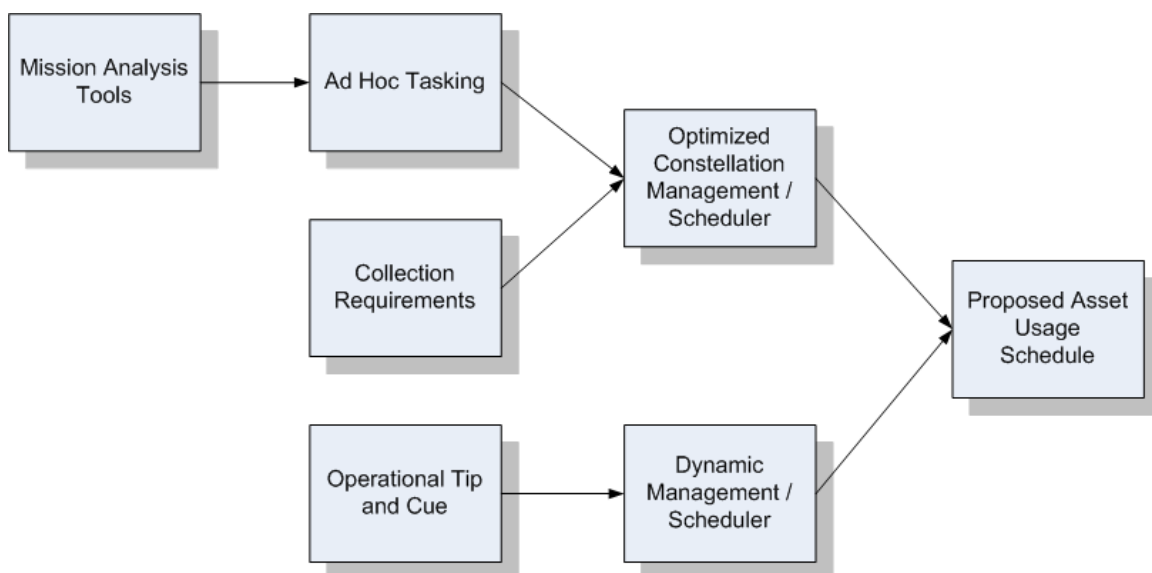 Mission Analysis
Tools
Ad Hoc Tasking
Optimized
Constellation
Management /
Scheduler
Collection
Requirements
Proposed Asset
Usage
Schedule
Operational Tip
and Cue
Dynamic
Management /
Scheduler